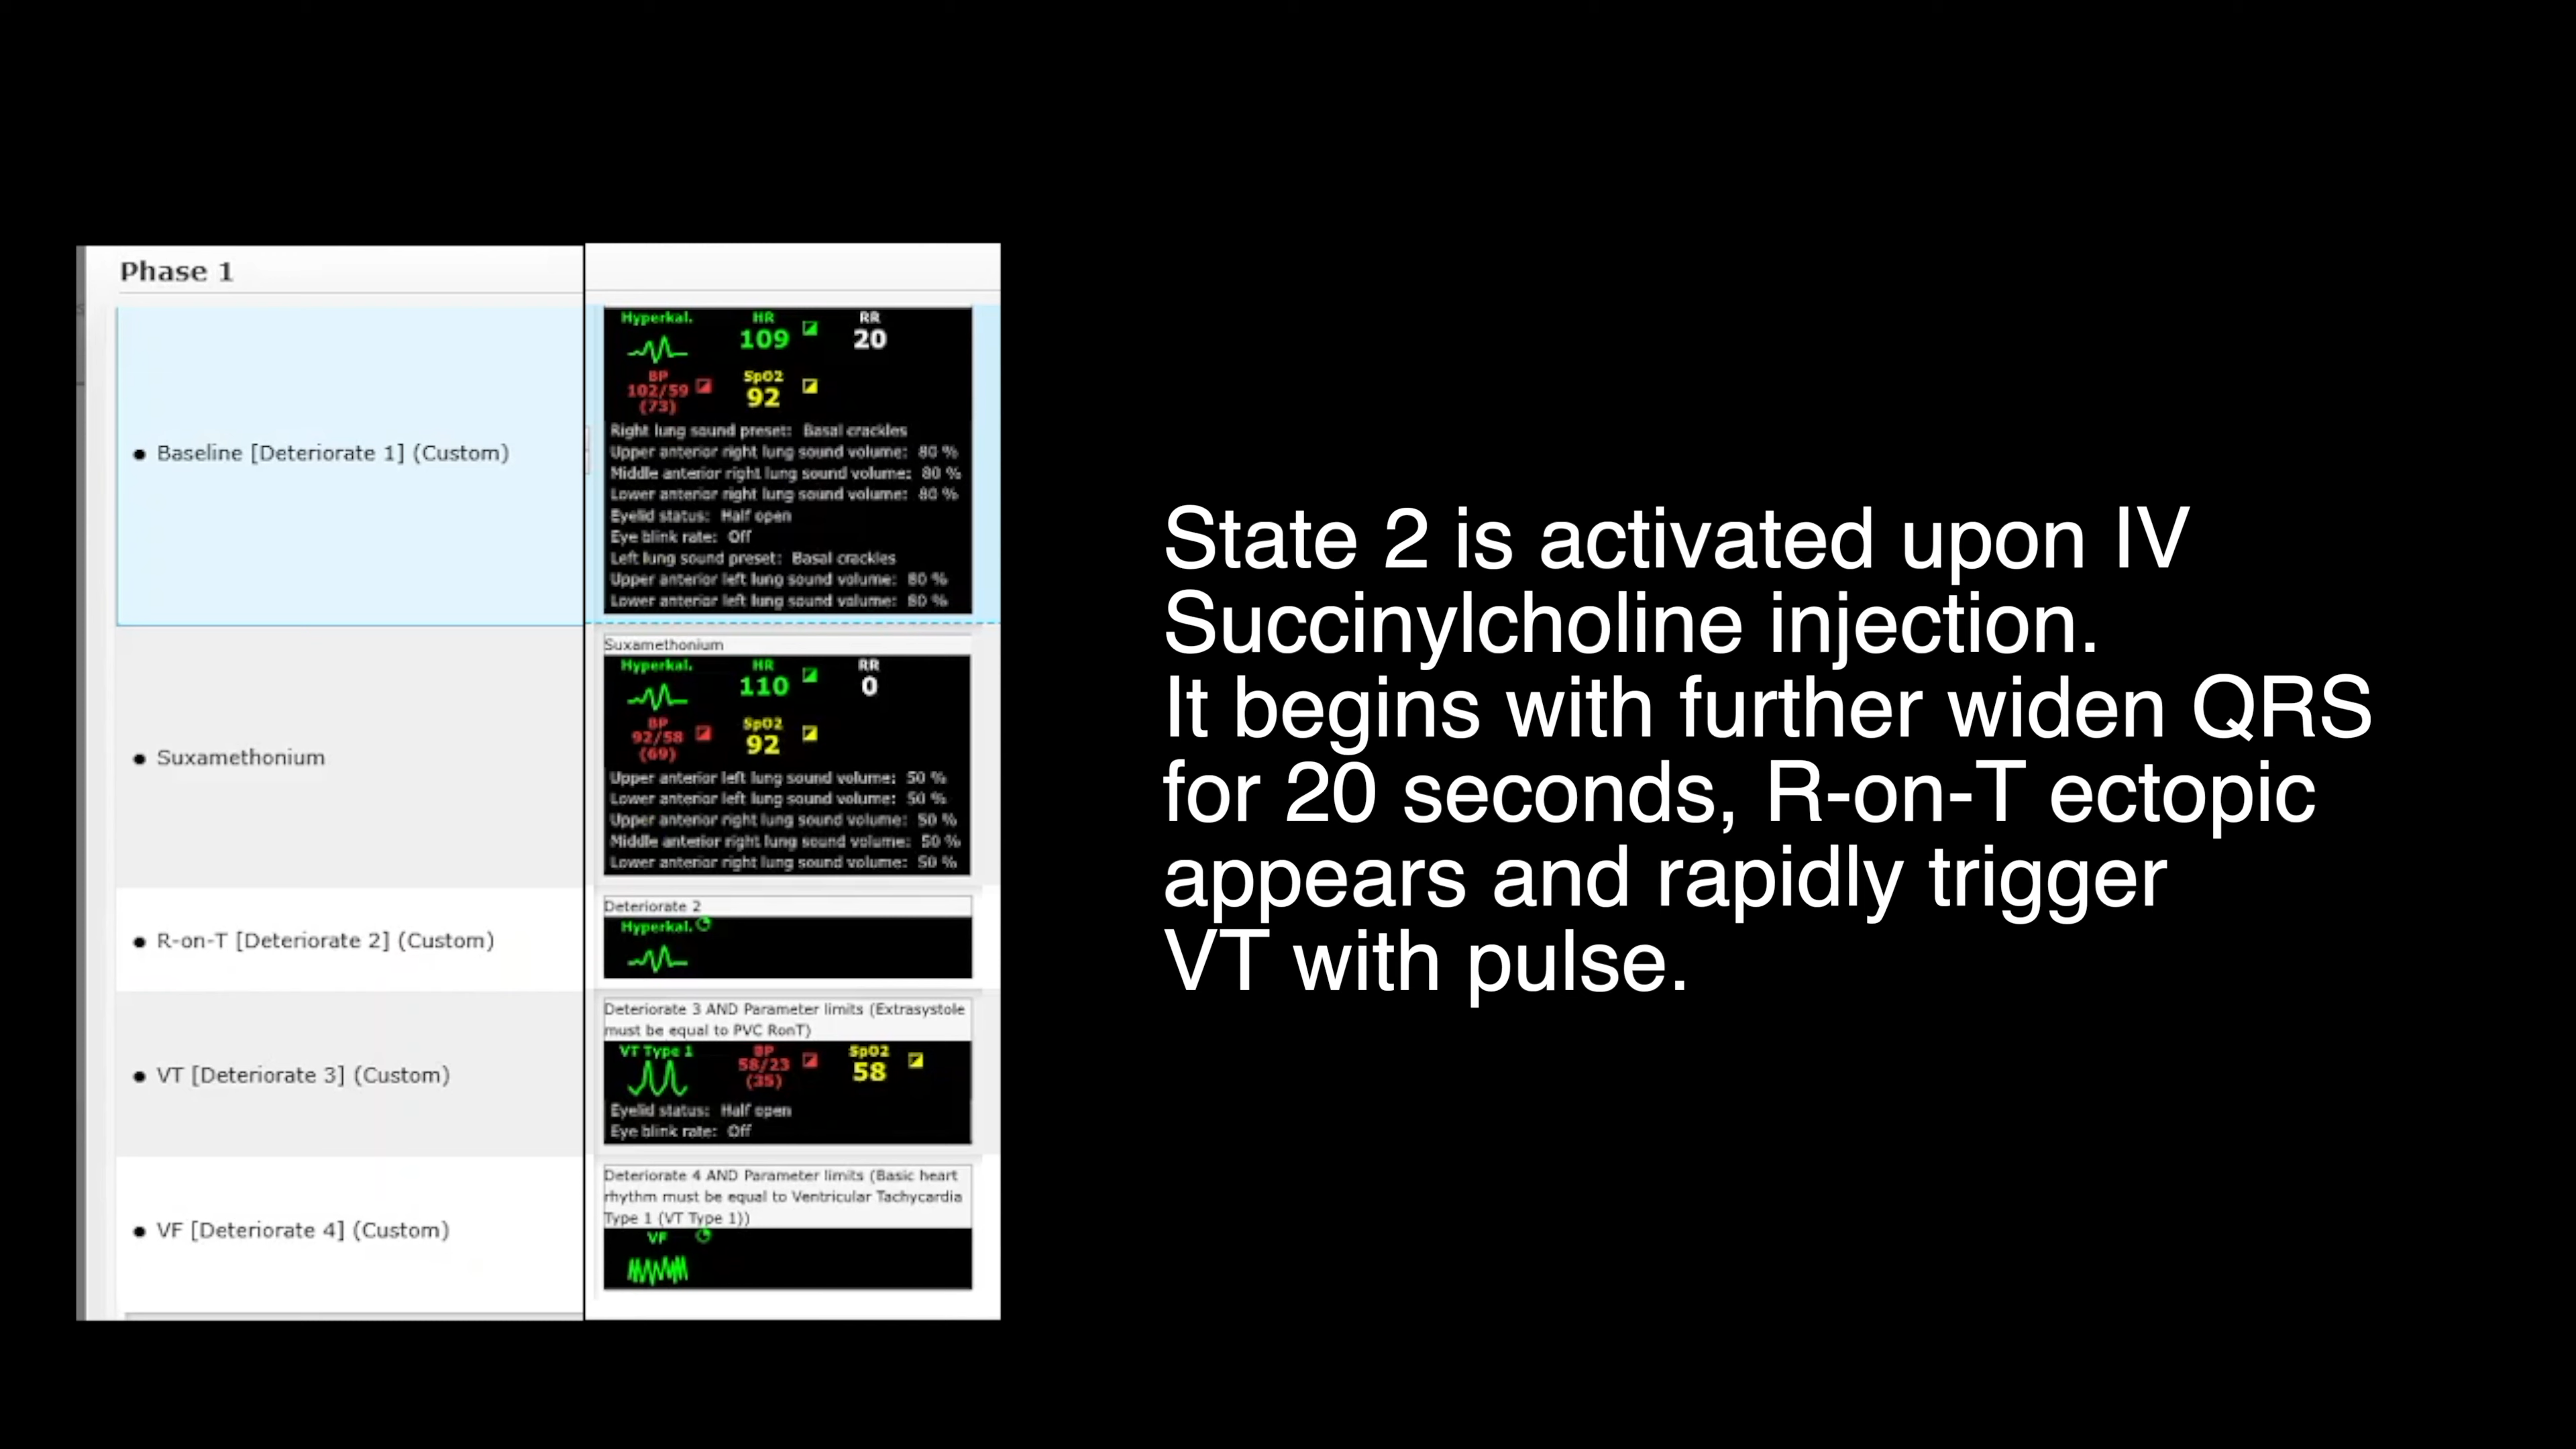 Phase 1
• Baseline [Deteriorate 1] (Custom)
Hyperkal. HR RR
109 20
BP SpO2
102/59 92
(73)
Right lung sound preset: Basal crackles
Upper anterior right lung sound volume: 80 %
Middle anterior right lung sound volume: 80 %
Lower anterior right lung sound volume: 80 %
Eyelid status: Half open
Eye blink rate: Off
Left lung sound preset: Basal crackles
Upper anterior left lung sound volume: 80 %
Lower anterior left lung sound volume: 80 %
• Suxamethonium
Suxamethonium
Hyperkal. HR RR
110 0
BP SpO2
92/58 92
(69)
Upper anterior left lung sound volume: 50 %
Lower anterior left lung sound volume: 50 %
Upper anterior right lung sound volume: 50 %
Middle anterior right lung sound volume: 50 %
Lower anterior right lung sound volume: 50 %
• R-on-T [Deteriorate 2] (Custom)
Deteriorate 2
Hyperkal.
• VT [Deteriorate 3] (Custom)
Deteriorate 3 AND Parameter limits (Extrasystole
must be equal to PVC RonT)
VT Type 1 BP SpO2
58/23 58
(35)
Eyelid status: Half open
Eye blink rate: Off
• VF [Deteriorate 4] (Custom)
Deteriorate 4 AND Parameter limits (Basic heart
rhythm must be equal to Ventricular Tachycardia
Type 1 (VT Type 1))
VF
State 2 is activated upon IV
Succinylcholine injection.
It begins with further widen QRS
for 20 seconds, R-on-T ectopic
appears and rapidly trigger
VT with pulse.